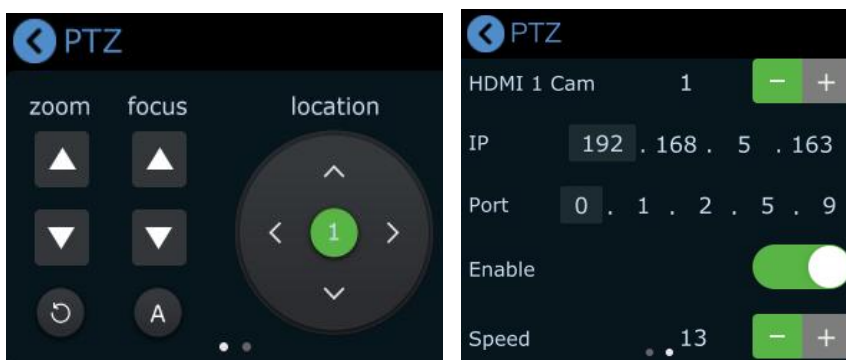 PTZ
zoom focus location
1
A
PTZ
HDMI 1 Cam 1 - +
IP 192 . 168 . 5 . 163
Port 0 . 1 . 2 . 5 . 9
Enable
Speed 13 - +